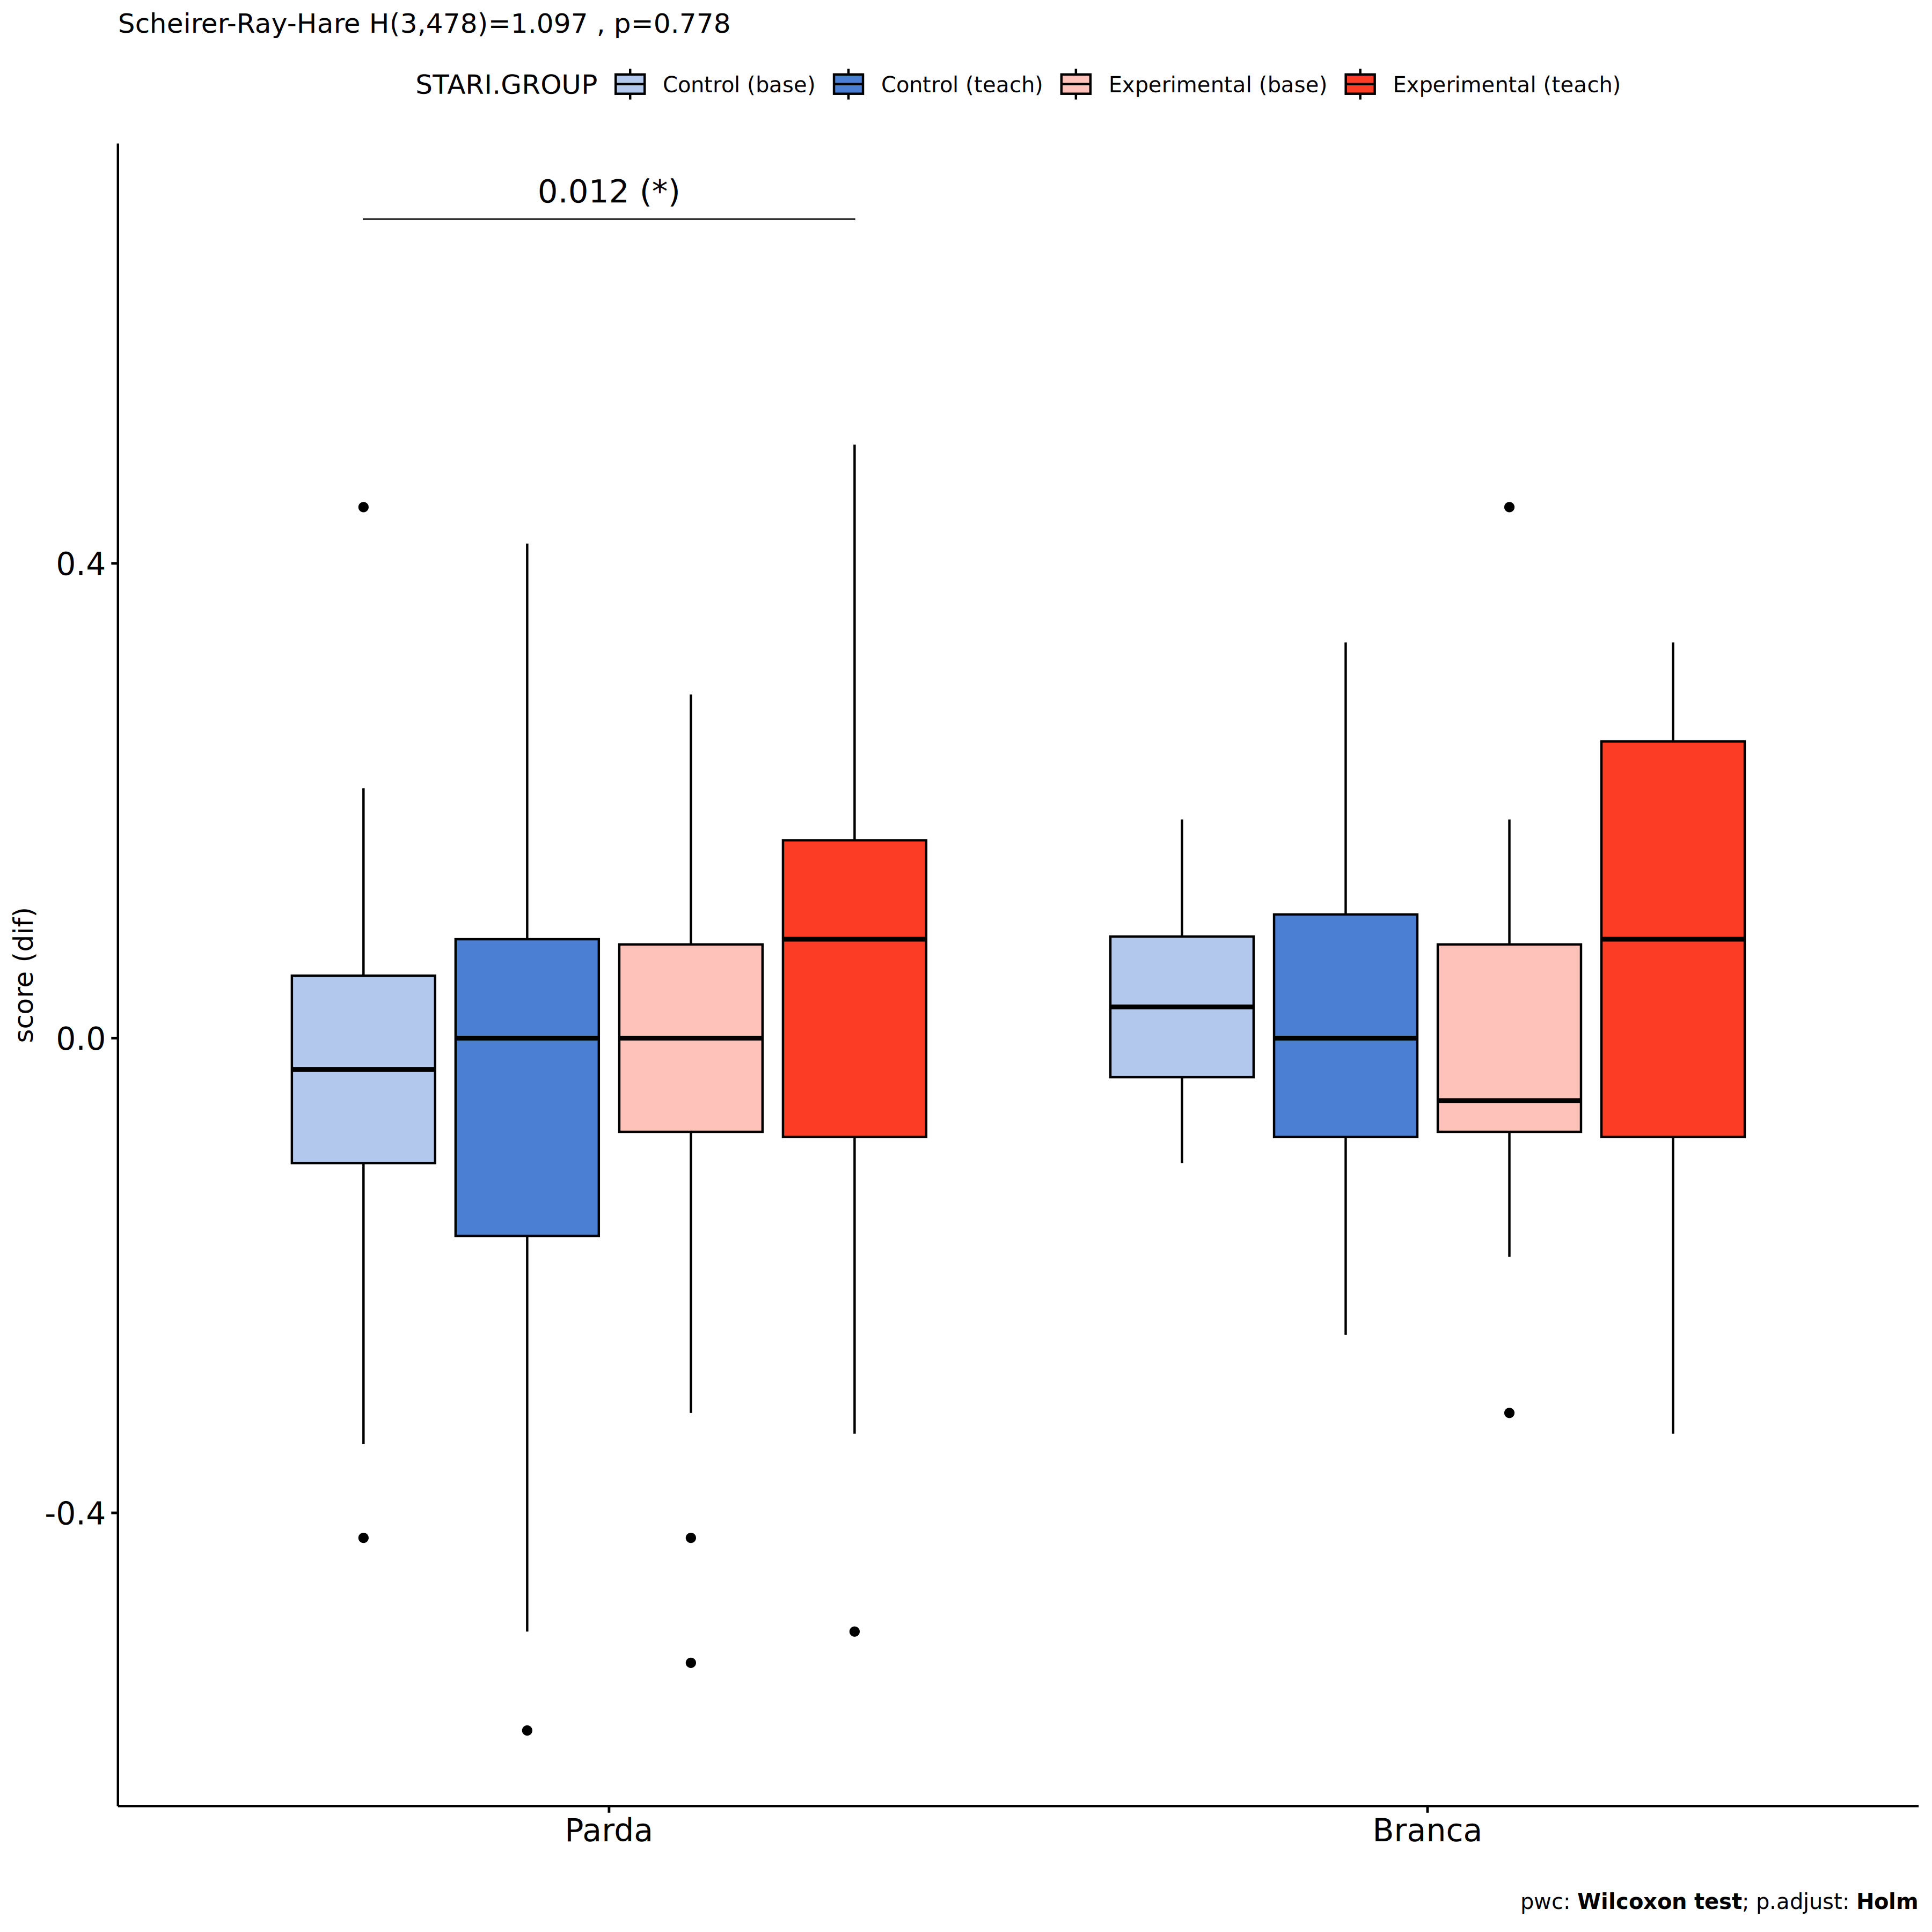 Scheirer-Ray-Hare H(3,478)=1.097 , p=0.778
STARI.GROUP Control (base) Control (teach) Experimental (base) Experimental (teach)
0.012 (*)
0.4
0.0
-0.4
score (dif)
Parda Branca
pwc: Wilcoxon test; p.adjust: Holm